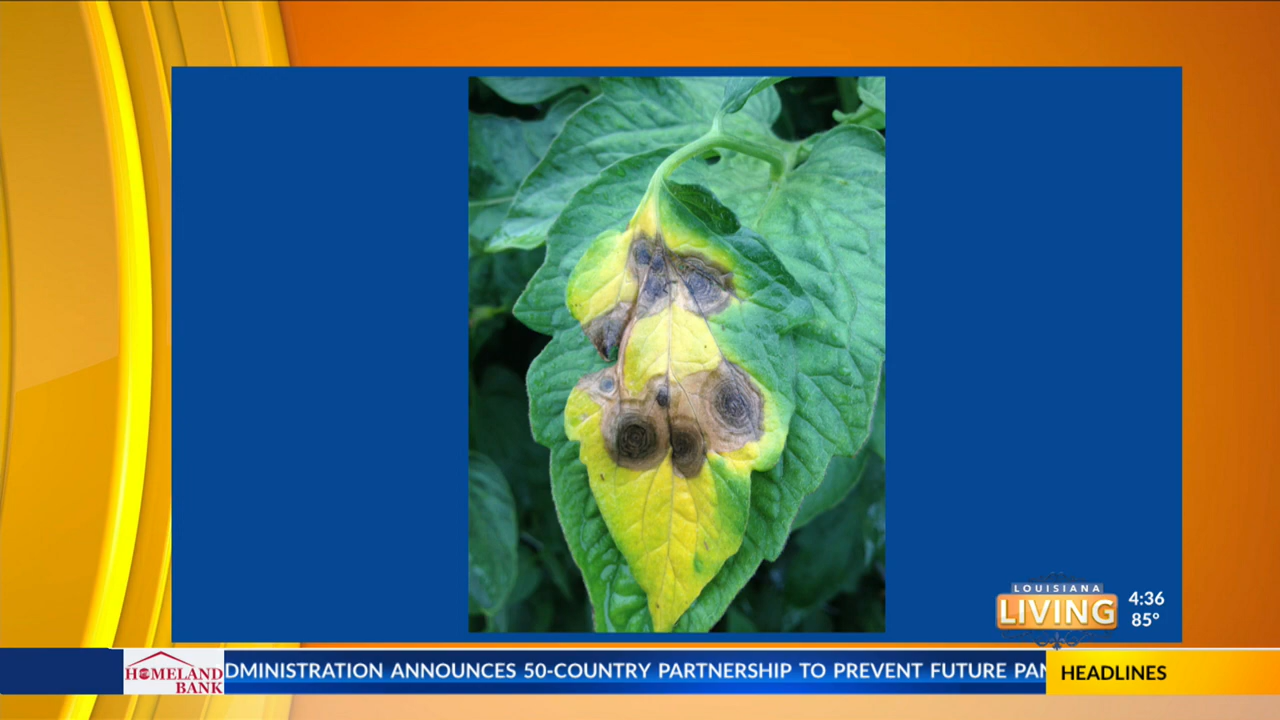 LOUISIANA
LIVING
4:36
85°
HOMELAND
BANK
DMINISTRATION ANNOUNCES 50-COUNTRY PARTNERSHIP TO PREVENT FUTURE PAN
HEADLINES